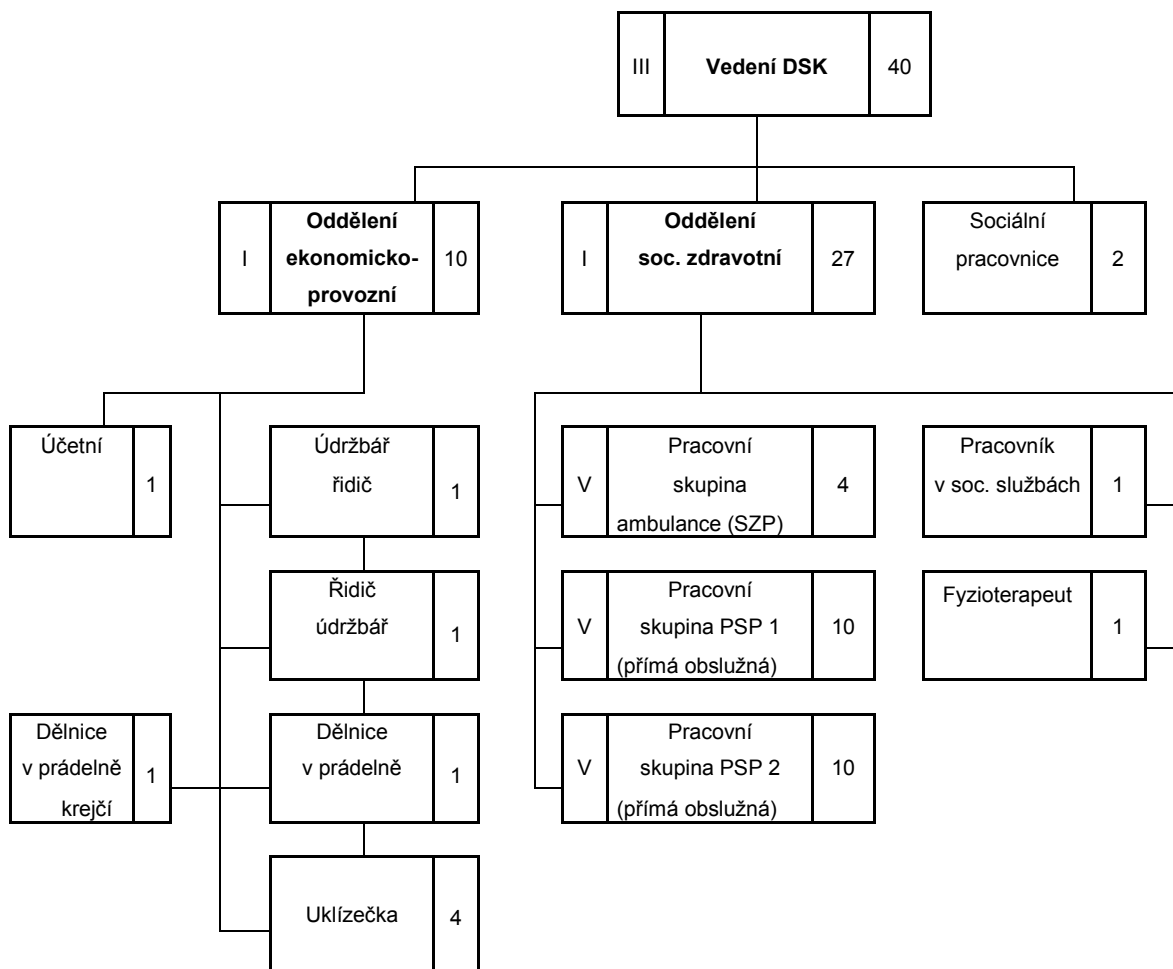 III Vedení DSK 40
I Oddělení ekonomicko-provozní 10
I Oddělení soc. zdravotní 27
Sociální pracovnice 2
Účetní 1
Údržbář řidič 1
V Pracovní skupina ambulance (SZP) 4
Pracovník v soc. službách 1
Řidič údržbář 1
V Pracovní skupina PSP 1 (přímá obslužná) 10
Fyzioterapeut 1
Dělnice v prádelně krejčí 1
Dělnice v prádelně 1
V Pracovní skupina PSP 2 (přímá obslužná) 10
Uklízečka 4